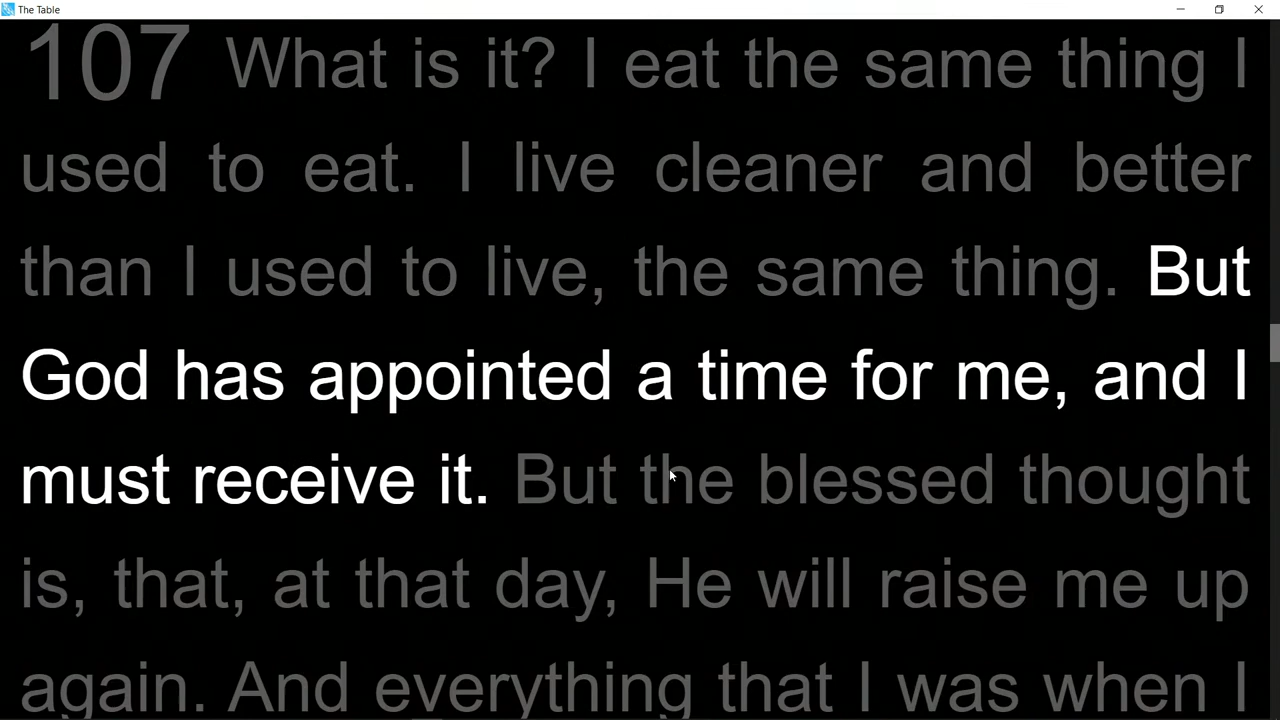 The Table
107 What is it? I eat the same thing I
used to eat. I live cleaner and better
than I used to live, the same thing. But
God has appointed a time for me, and I
must receive it. But the blessed thought
is, that, at that day, He will raise me up
again. And everything that I was when I